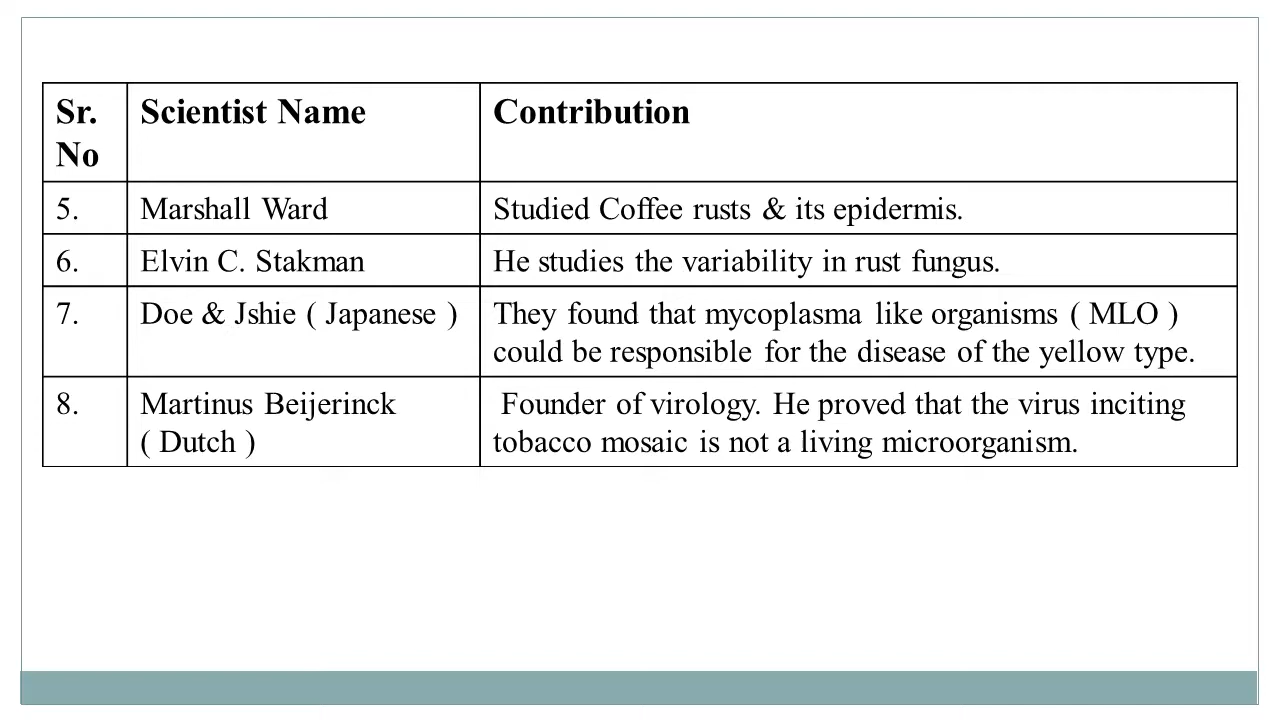 Sr. No Scientist Name Contribution
5. Marshall Ward Studied Coffee rusts & its epidermis.
6. Elvin C. Stakman He studies the variability in rust fungus.
7. Doe & Jshie ( Japanese ) They found that mycoplasma like organisms ( MLO )
could be responsible for the disease of the yellow type.
8. Martinus Beijerinck Founder of virology. He proved that the virus inciting
( Dutch ) tobacco mosaic is not a living microorganism.